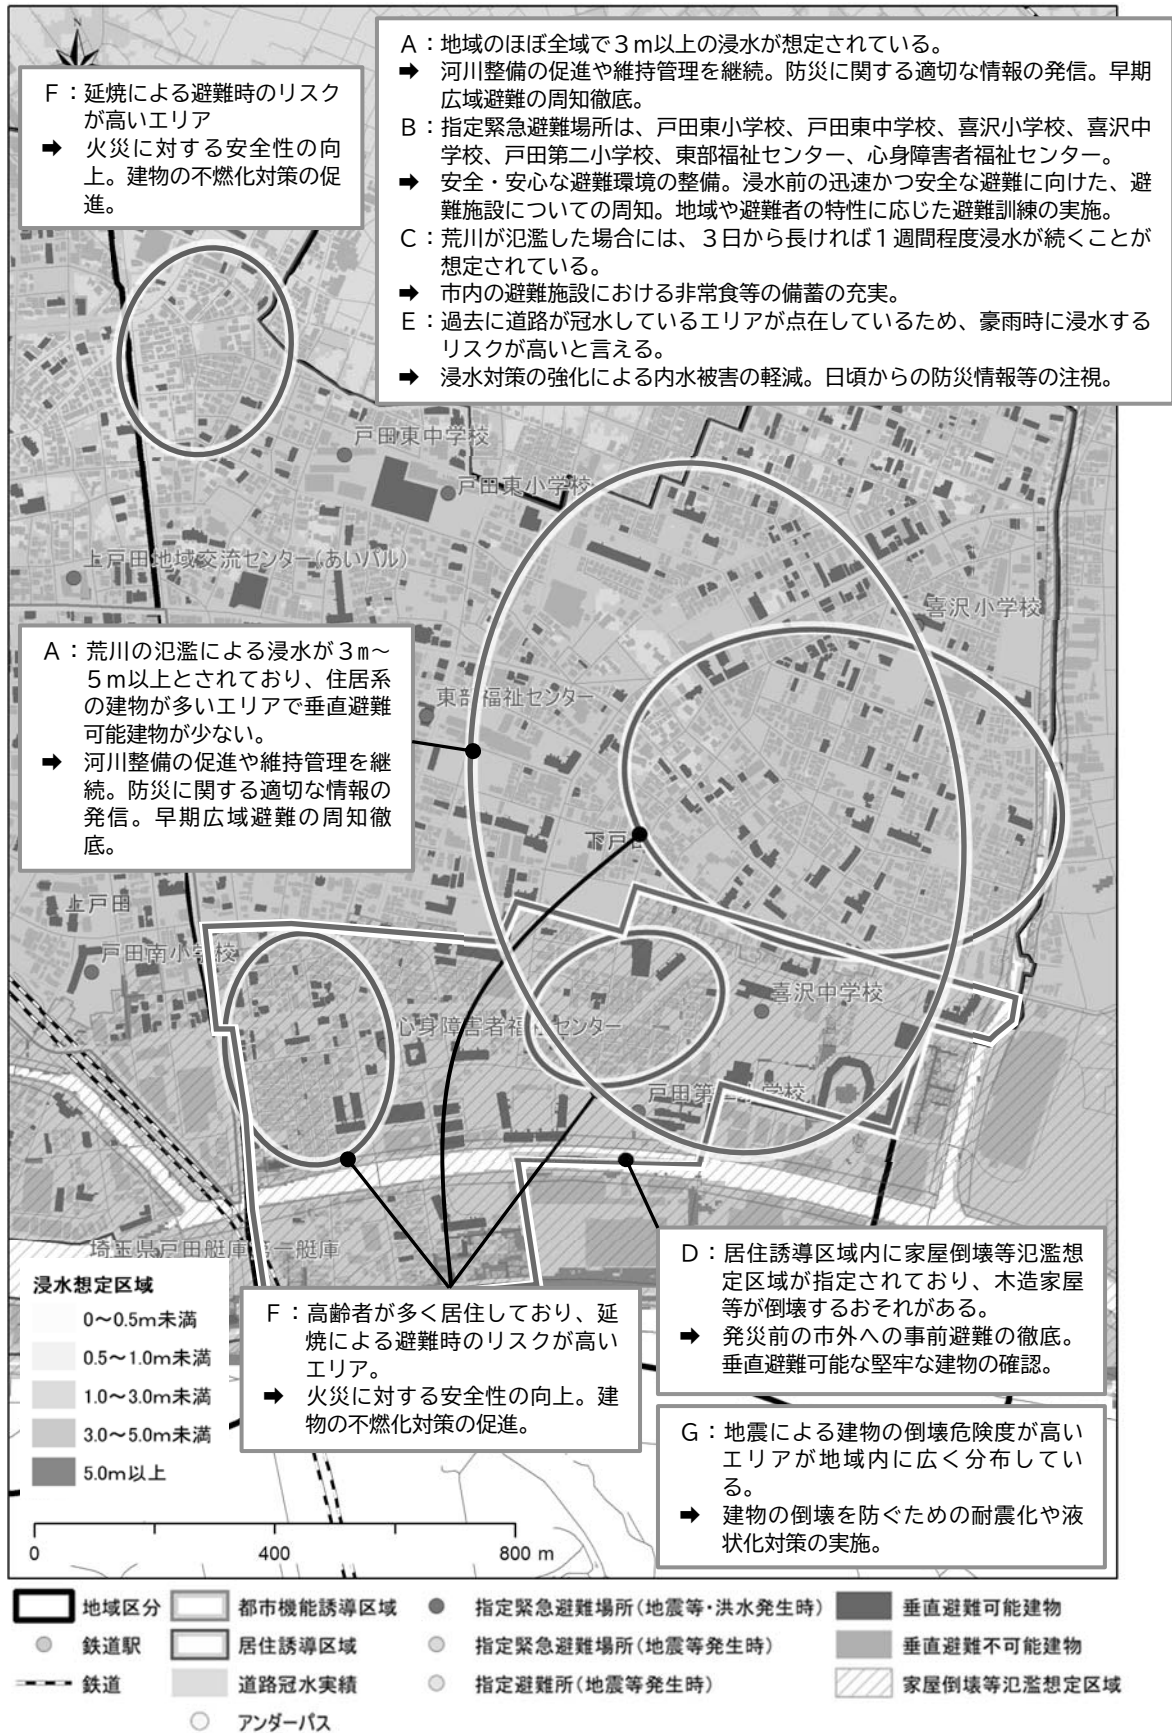 N
F：延焼による避難時のリスク
が高いエリア
➡ 火災に対する安全性の向
上。建物の不燃化対策の促
進。
A：地域のほぼ全域で３ｍ以上の浸水が想定されている。
➡ 河川整備の促進や維持管理を継続。防災に関する適切な情報の発信。早期
広域避難の周知徹底。
B：指定緊急避難場所は、戸田東小学校、戸田東中学校、喜沢小学校、喜沢中
学校、戸田第二小学校、東部福祉センター、心身障害者福祉センター。
➡ 安全・安心な避難環境の整備。浸水前の迅速かつ安全な避難に向けた、避
難施設についての周知。地域や避難者の特性に応じた避難訓練の実施。
C：荒川が氾濫した場合には、３日から長ければ１週間程度浸水が続くことが
想定されている。
➡ 市内の避難施設における非常食等の備蓄の充実。
E：過去に道路が冠水しているエリアが点在しているため、豪雨時に浸水する
リスクが高いと言える。
➡ 浸水対策の強化による内水被害の軽減。日頃からの防災情報等の注視。
戸田東中学校
戸田東小学校
上戸田地域交流センター(あいパル)
喜沢小学校
A：荒川の氾濫による浸水が３ｍ～
５ｍ以上とされており、住居系
の建物が多いエリアで垂直避難
可能建物が少ない。
➡ 河川整備の促進や維持管理を継
続。防災に関する適切な情報の
発信。早期広域避難の周知徹
底。
東部福祉センター
下戸田
上戸田
戸田南小学校
喜沢中学校
心身障害者福祉センター
戸田第二小学校
埼玉県戸田艇庫第一艇庫
D：居住誘導区域内に家屋倒壊等氾濫想
定区域が指定されており、木造家屋
等が倒壊するおそれがある。
➡ 発災前の市外への事前避難の徹底。
垂直避難可能な堅牢な建物の確認。
F：高齢者が多く居住しており、延
焼による避難時のリスクが高い
エリア。
➡ 火災に対する安全性の向上。建
物の不燃化対策の促進。
G：地震による建物の倒壊危険度が高い
エリアが地域内に広く分布してい
る。
➡ 建物の倒壊を防ぐための耐震化や液
状化対策の実施。
浸水想定区域
0～0.5m未満
0.5～1.0m未満
1.0～3.0m未満
3.0～5.0m未満
5.0m以上
0 400 800 m
地域区分 都市機能誘導区域 指定緊急避難場所(地震等・洪水発生時) 垂直避難可能建物
鉄道駅 居住誘導区域 指定緊急避難場所(地震等発生時) 垂直避難不可能建物
鉄道 道路冠水実績 指定避難所(地震等発生時) 家屋倒壊等氾濫想定区域
アンダーパス